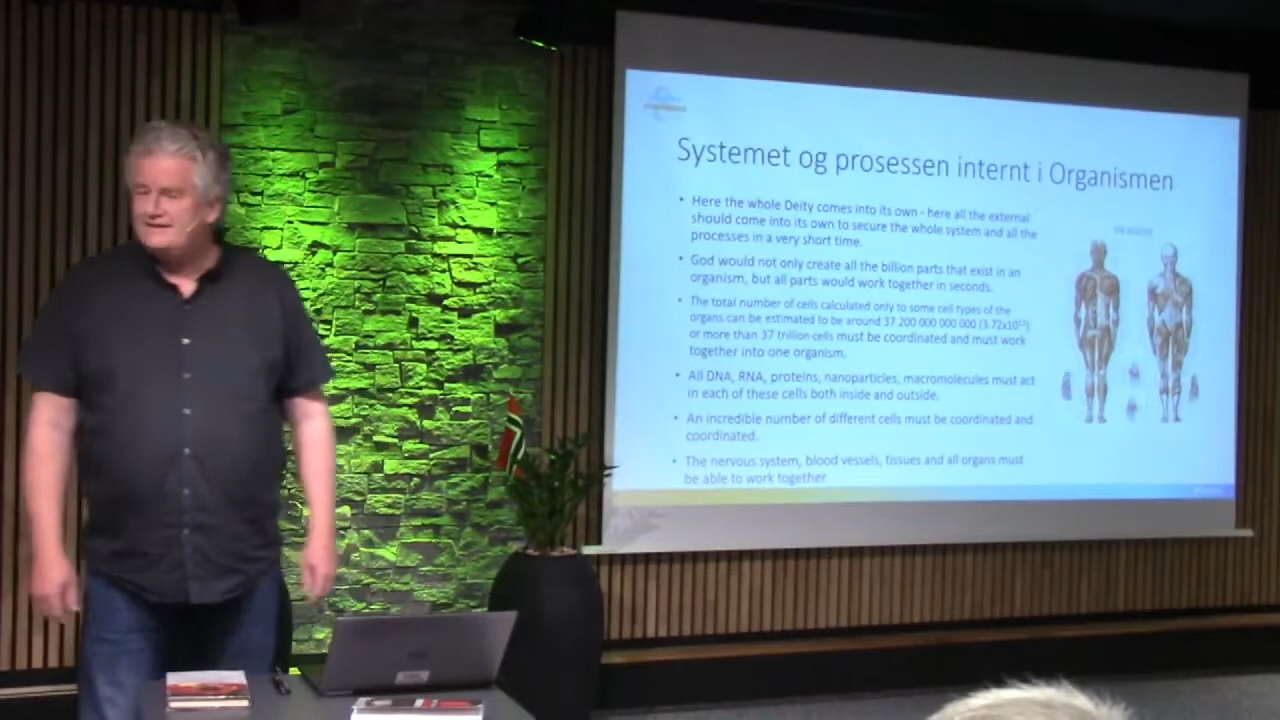 Systemet og prosessen internt i Organismen
• Here the whole Deity comes into its own - here all the external
should come into its own to secure the whole system and all the
processes in a very short time.
• God would not only create all the billion parts that exist in an
organism, but all parts would work together in seconds.
• The total number of cells calculated only to some cell types of the
organs can be estimated to be around 37 200 000 000 000 (3.72x10¹³)
or more than 37 trillion cells must be coordinated and must work
together into one organism.
• All DNA, RNA, proteins, nanoparticles, macromolecules must act
in each of these cells both inside and outside.
• An incredible number of different cells must be coordinated and
coordinated.
• The nervous system, blood vessels, tissues and all organs must
be able to work together